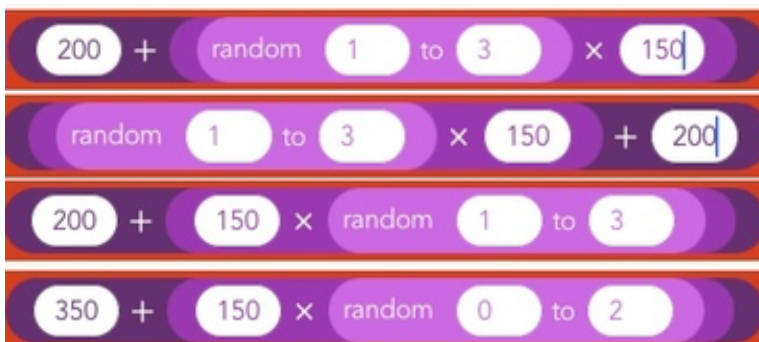 200 + random 1 to 3 × 150
random 1 to 3 × 150 + 200
200 + 150 × random 1 to 3
350 + 150 × random 0 to 2